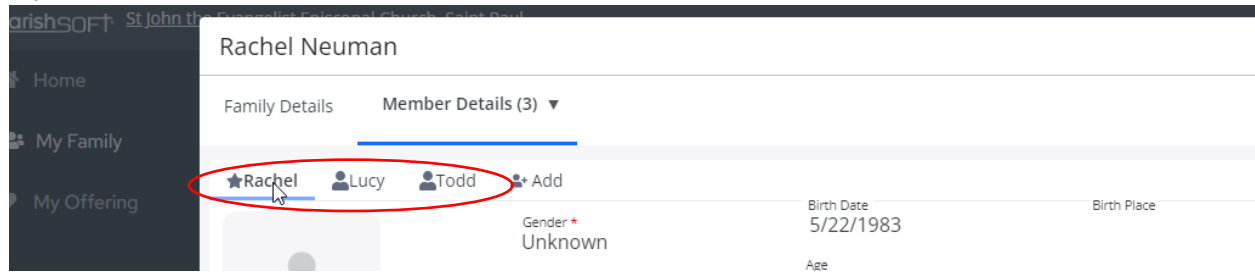 arishSOFT St John the Evangelist Episcopal Church, Saint Paul
Rachel Neuman
Home
Family Details Member Details (3) ▼
My Family
Rachel Lucy Todd Add
My Offering
Gender * Birth Date Birth Place
Unknown 5/22/1983
Age